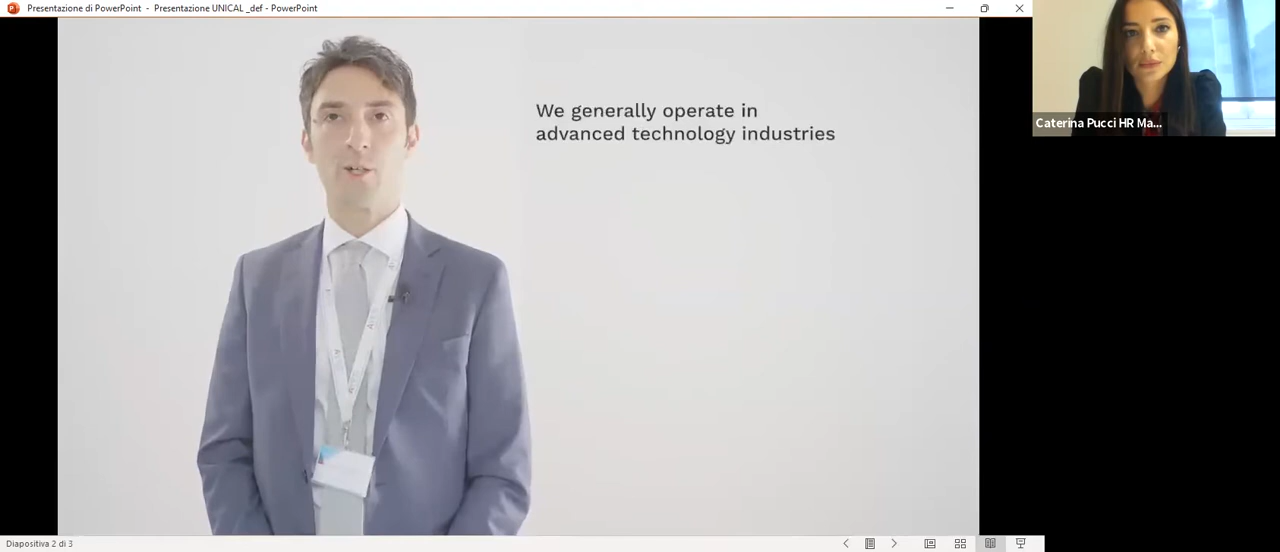 Presentazione di PowerPoint - Presentazione UNICAL _def - PowerPoint
We generally operate in
advanced technology industries
Caterina Pucci HR Ma...
Diapositiva 2 di 3